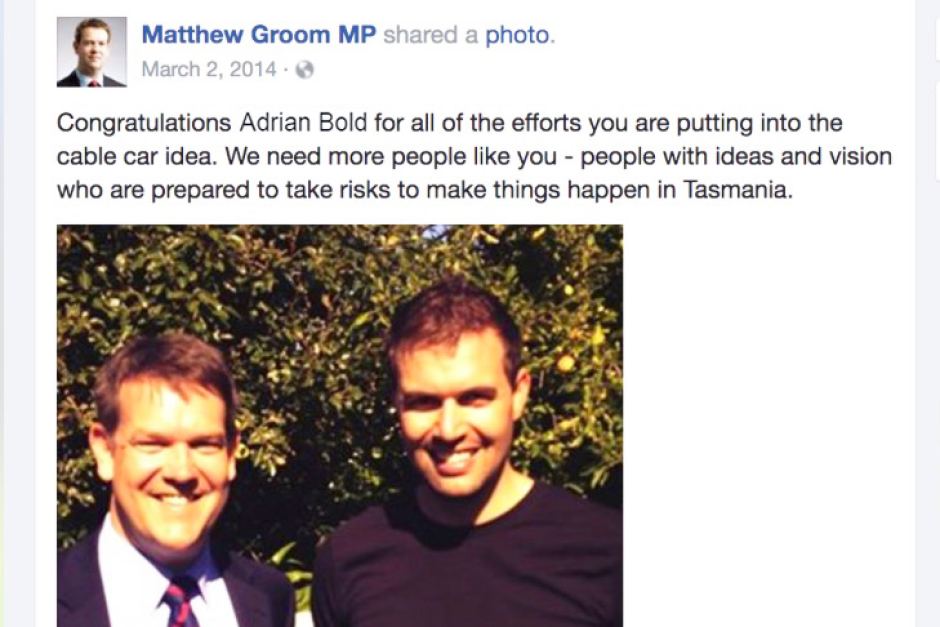 Matthew Groom MP shared a photo.
March 2, 2014 ·
Congratulations Adrian Bold for all of the efforts you are putting into the
cable car idea. We need more people like you - people with ideas and vision
who are prepared to take risks to make things happen in Tasmania.